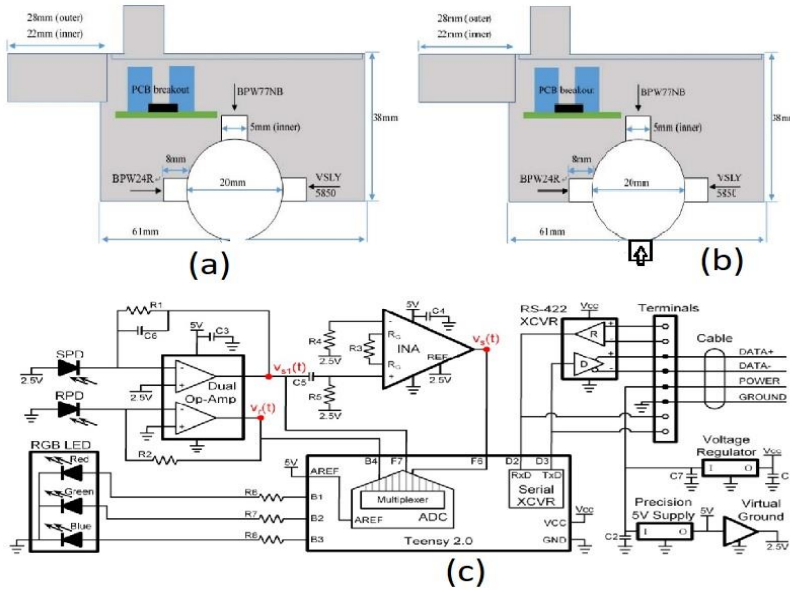 28mm (outer)
22mm (inner)
PCB breakout
BPW77NB
5mm (inner)
38mm
8mm
BPW24R
20mm
VSLY
5850
61mm
(a)
28mm (outer)
22mm (inner)
PCB breakout
BPW77NB
5mm (inner)
38mm
8mm
BPW24R
20mm
VSLY
5850
61mm
(b)
R1
C6
5V
C3
SPD
2.5V
2.5V
Dual
Op-Amp
RPD
R2
vs1(t)
vr(t)
C5
R4
R3
RG
RG
R5
2.5V
INA
5V
C4
REF
2.5V
vs(t)
RS-422
XCVR
Vcc
R
D
Terminals
Cable
DATA+
DATA-
POWER
GROUND
RGB LED
Red
Green
Blue
R6
R7
R8
B1
B2
B3
5V
AREF
AREF
B4
F7
F6
Multiplexer
ADC
D2
D3
RxD
TxD
Serial
XCVR
VCC
Vcc
GND
Teensy 2.0
Voltage
Regulator
Vcc
C7
I
O
C
Precision
5V Supply
5V
Virtual
Ground
C2
I
O
2.5V
(c)